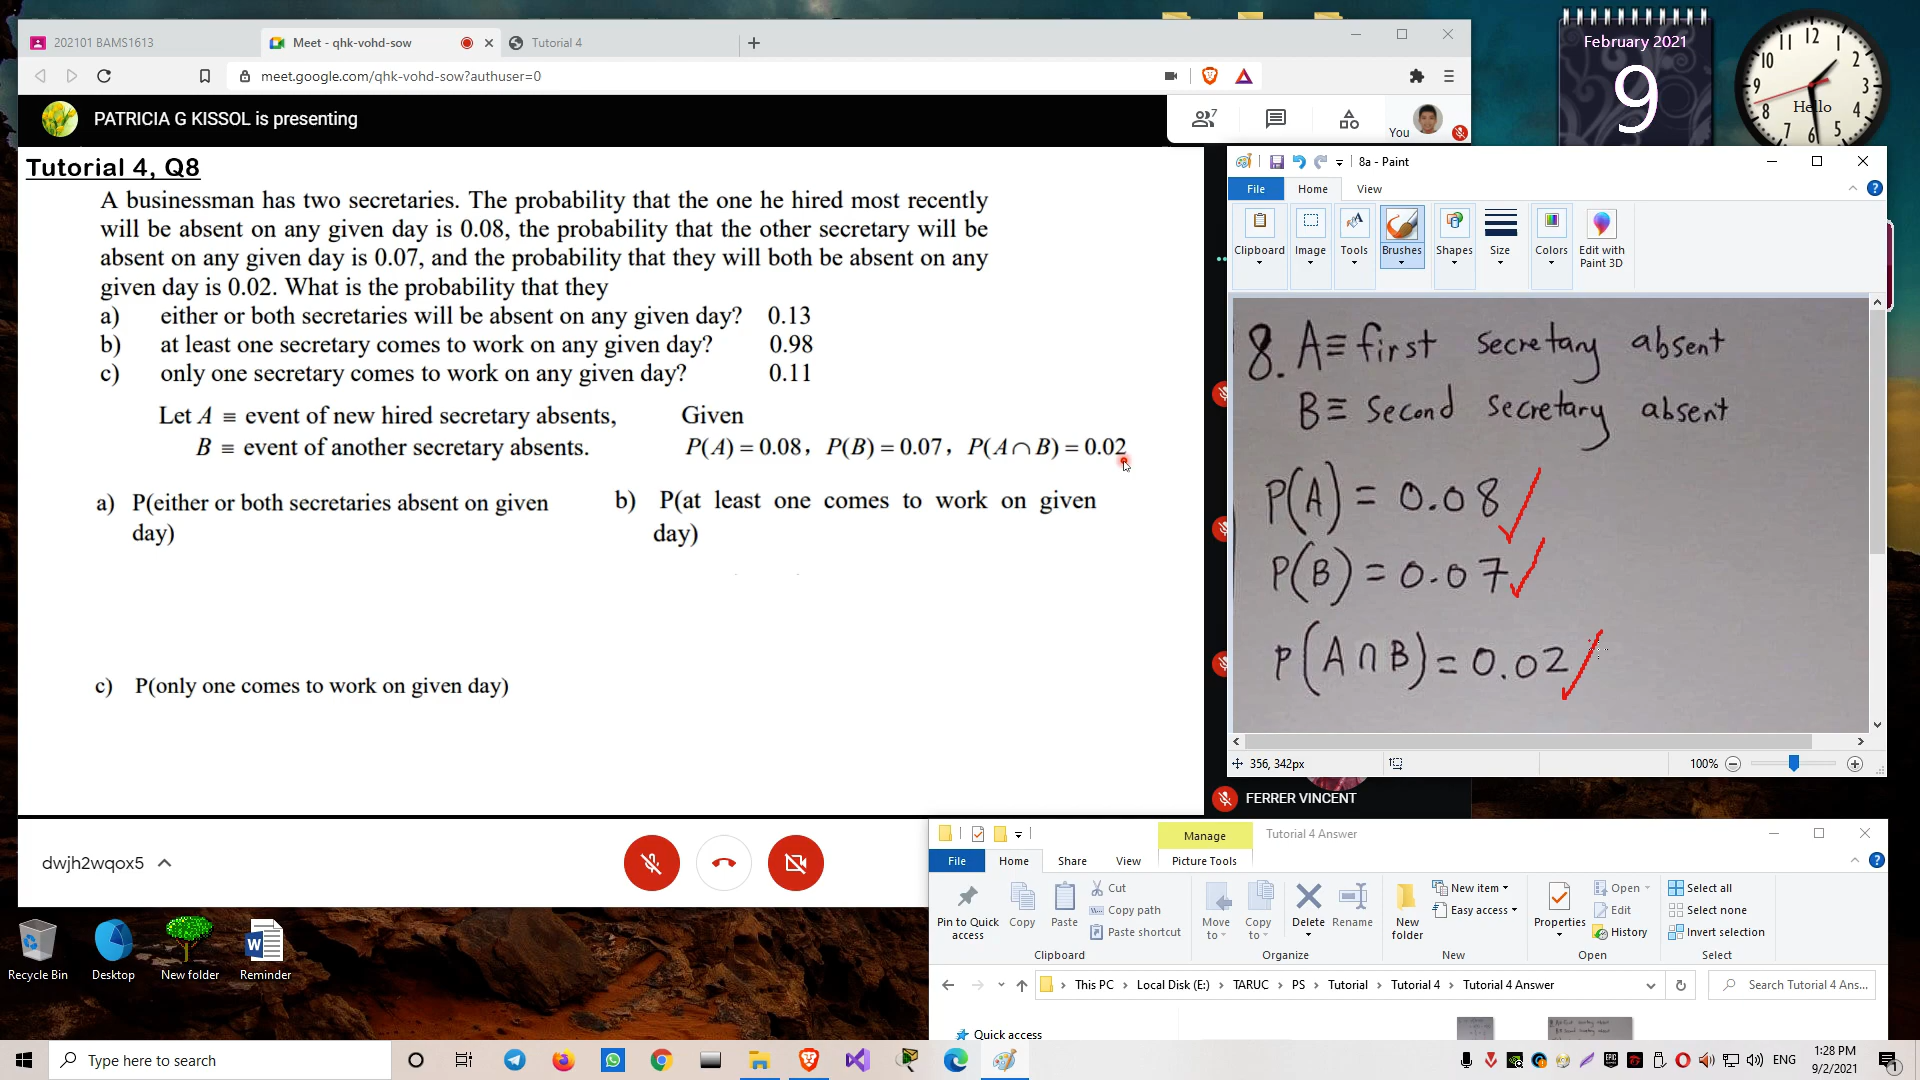 202101 BAMS1613
Meet - qhk-vohd-sow
Tutorial 4
meet.google.com/qhk-vohd-sow?authuser=0
PATRICIA G KISSOL is presenting
7
You
February 2021
9
12
1
2
3
4
5
6
7
8
9
10
11
Hello
Tutorial 4, Q8
A businessman has two secretaries. The probability that the one he hired most recently
will be absent on any given day is 0.08, the probability that the other secretary will be
absent on any given day is 0.07, and the probability that they will both be absent on any
given day is 0.02. What is the probability that they
a) either or both secretaries will be absent on any given day? 0.13
b) at least one secretary comes to work on any given day? 0.98
c) only one secretary comes to work on any given day? 0.11
Let A ≡ event of new hired secretary absents, Given
B ≡ event of another secretary absents. P(A) = 0.08, P(B) = 0.07, P(A∩B) = 0.02
a) P(either or both secretaries absent on given
day)
b) P(at least one comes to work on given
day)
c) P(only one comes to work on given day)
8a - Paint
File Home View
Clipboard Image Tools Brushes Shapes Size Colors Edit with
Paint 3D
8. A≡ first secretary absent
B≡ Second secretary absent
P(A) = 0.08
P(B) = 0.07
P(A∩B) = 0.02
356, 342px
100%
FERRER VINCENT
dwjh2wqox5
Manage
Tutorial 4 Answer
File Home Share View Picture Tools
Pin to Quick
access
Copy
Paste
Cut
Copy path
Paste shortcut
Move
to
Copy
to
Delete
Rename
New
folder
New item
Easy access
Properties
Open
Edit
History
Select all
Select none
Invert selection
Clipboard Organize New Open Select
This PC Local Disk (E:) TARUC PS Tutorial Tutorial 4 Tutorial 4 Answer
Search Tutorial 4 Ans...
Quick access
Recycle Bin Desktop New folder Reminder
Type here to search
ENG
1:28 PM
9/2/2021
1